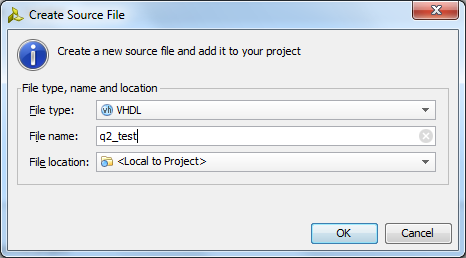 Create Source File
Create a new source file and add it to your project
File type, name and location
File type: VHDL
File name: q2_test
File location: <Local to Project>
OK Cancel